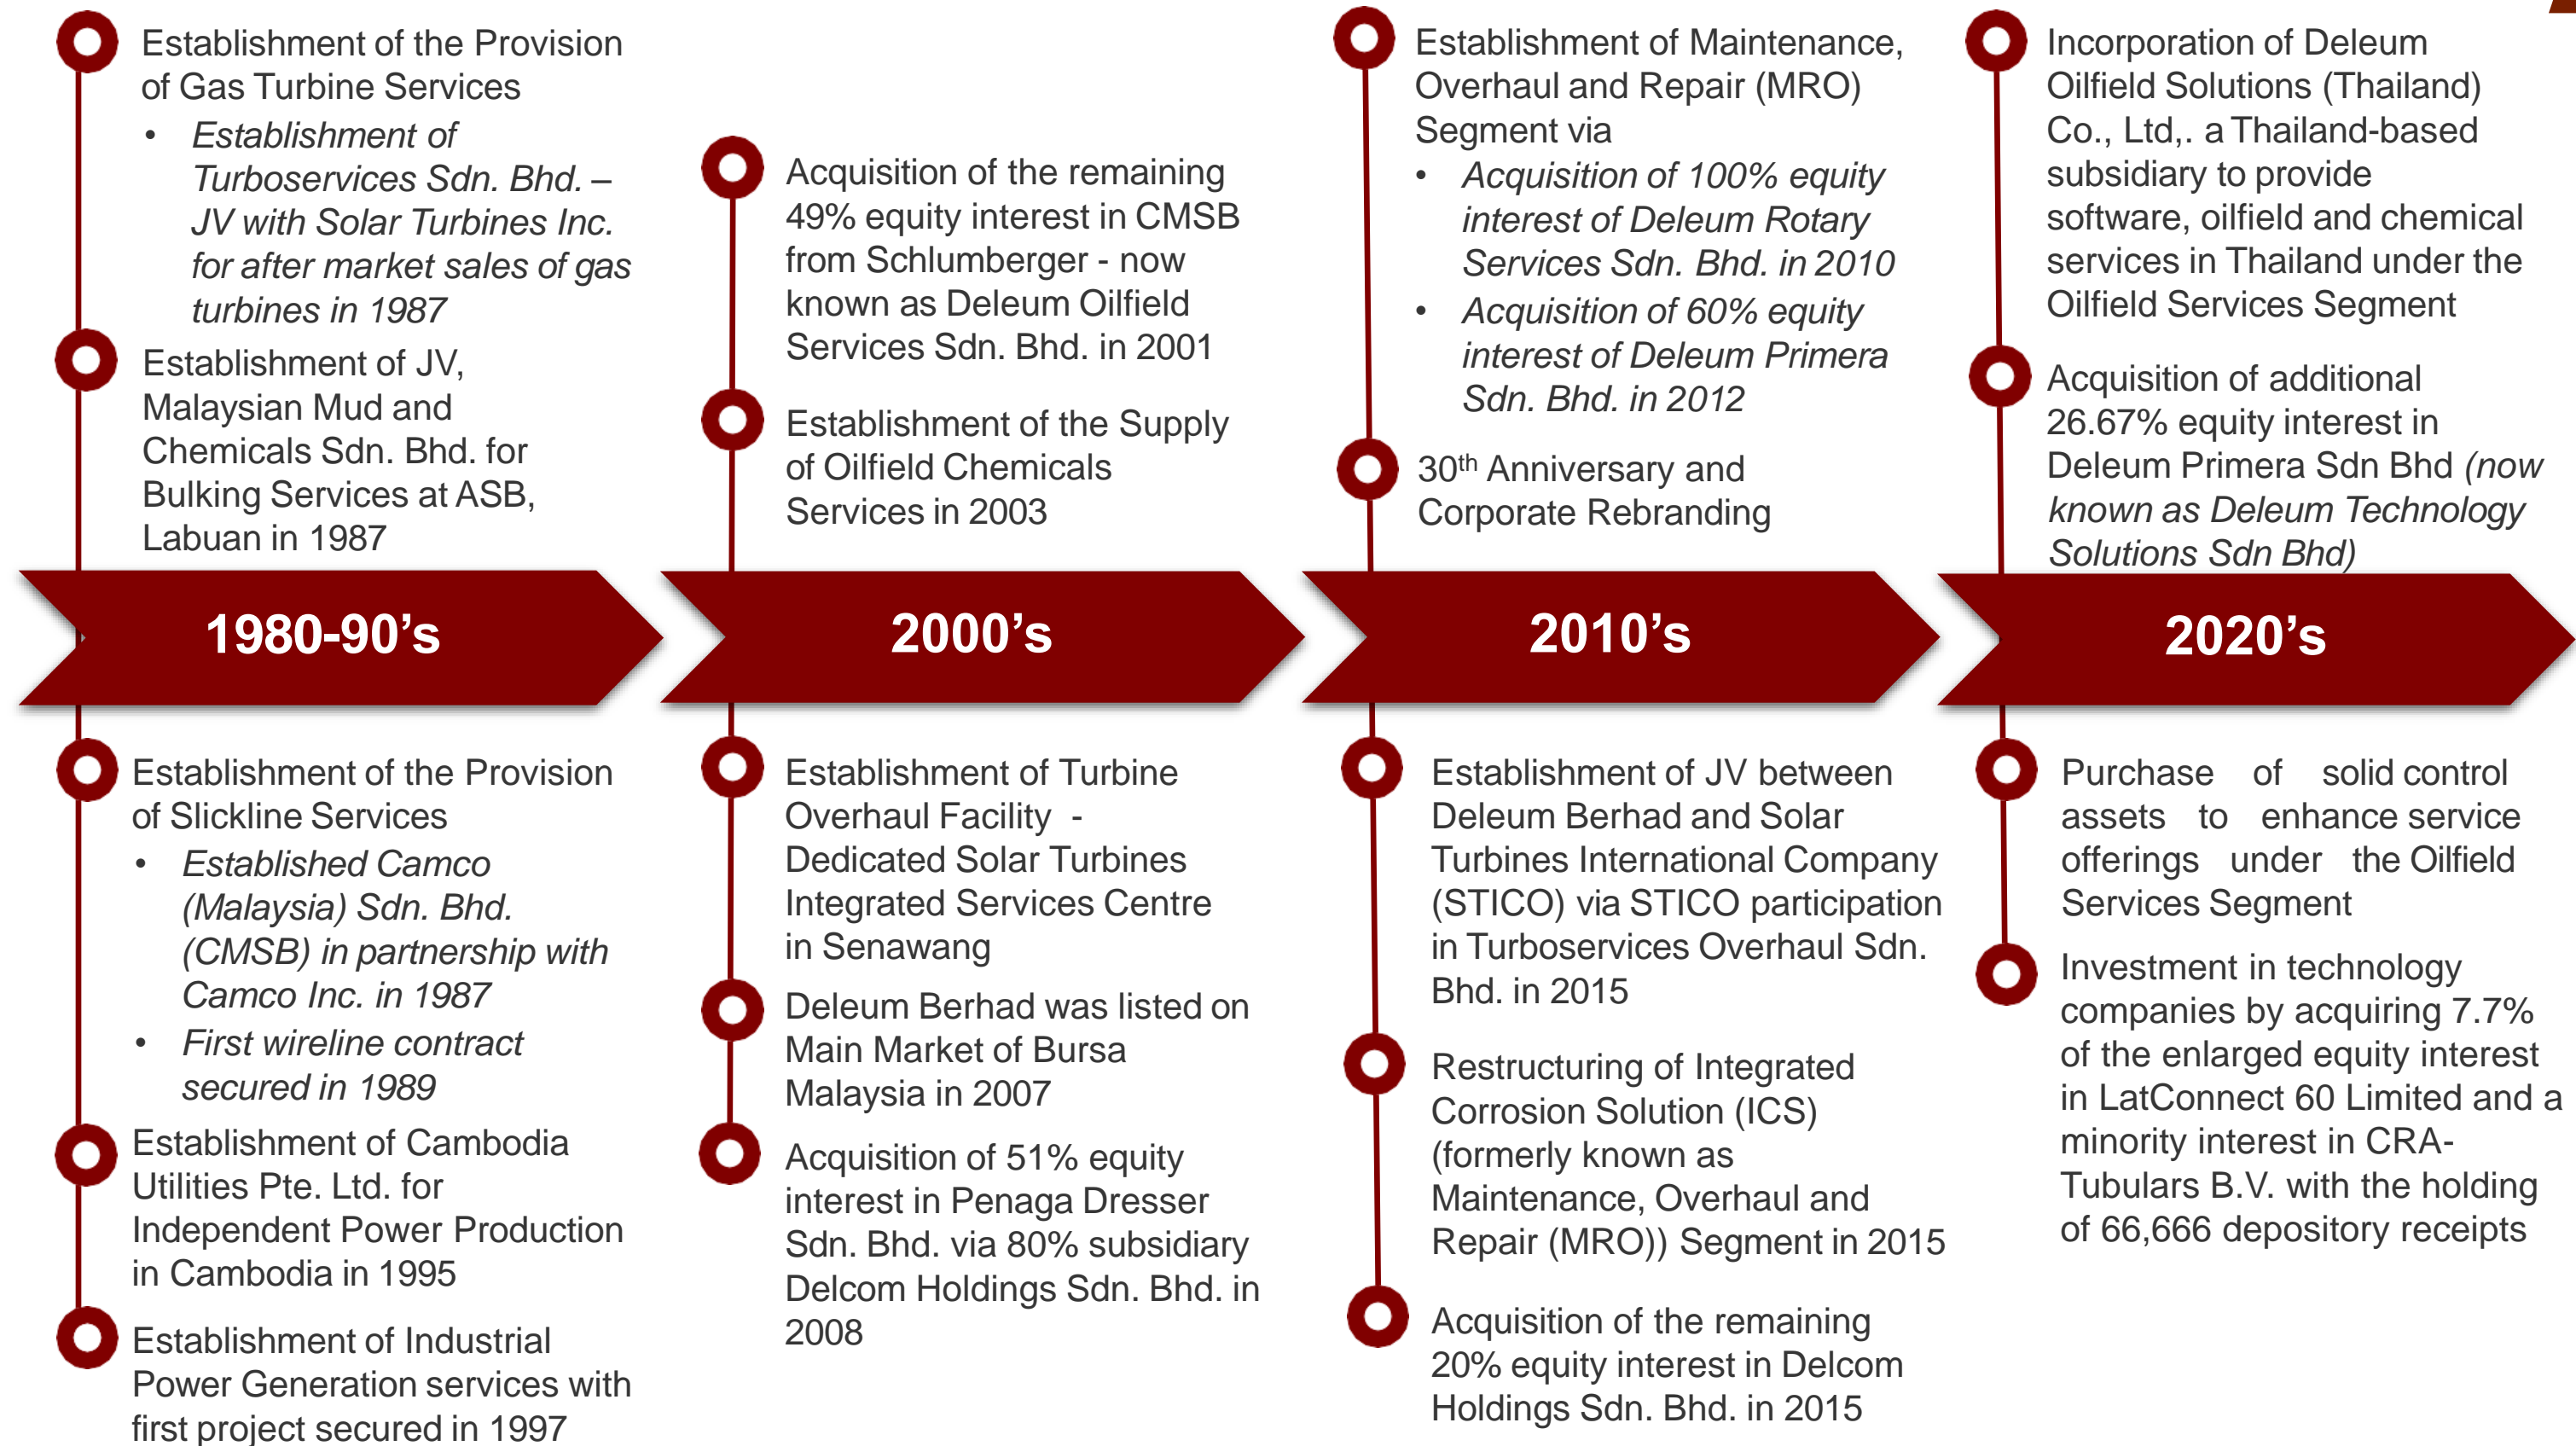 Establishment of the Provision
of Gas Turbine Services
• Establishment of
Turboservices Sdn. Bhd. –
JV with Solar Turbines Inc.
for after market sales of gas
turbines in 1987
Establishment of JV,
Malaysian Mud and
Chemicals Sdn. Bhd. for
Bulking Services at ASB,
Labuan in 1987
1980-90’s
Establishment of the Provision
of Slickline Services
• Established Camco
(Malaysia) Sdn. Bhd.
(CMSB) in partnership with
Camco Inc. in 1987
• First wireline contract
secured in 1989
Establishment of Cambodia
Utilities Pte. Ltd. for
Independent Power Production
in Cambodia in 1995
Establishment of Industrial
Power Generation services with
first project secured in 1997
Acquisition of the remaining
49% equity interest in CMSB
from Schlumberger - now
known as Deleum Oilfield
Services Sdn. Bhd. in 2001
Establishment of the Supply
of Oilfield Chemicals
Services in 2003
2000’s
Establishment of Turbine
Overhaul Facility -
Dedicated Solar Turbines
Integrated Services Centre
in Senawang
Deleum Berhad was listed on
Main Market of Bursa
Malaysia in 2007
Acquisition of 51% equity
interest in Penaga Dresser
Sdn. Bhd. via 80% subsidiary
Delcom Holdings Sdn. Bhd. in
2008
Establishment of Maintenance,
Overhaul and Repair (MRO)
Segment via
• Acquisition of 100% equity
interest of Deleum Rotary
Services Sdn. Bhd. in 2010
• Acquisition of 60% equity
interest of Deleum Primera
Sdn. Bhd. in 2012
30th Anniversary and
Corporate Rebranding
2010’s
Establishment of JV between
Deleum Berhad and Solar
Turbines International Company
(STICO) via STICO participation
in Turboservices Overhaul Sdn.
Bhd. in 2015
Restructuring of Integrated
Corrosion Solution (ICS)
(formerly known as
Maintenance, Overhaul and
Repair (MRO)) Segment in 2015
Acquisition of the remaining
20% equity interest in Delcom
Holdings Sdn. Bhd. in 2015
Incorporation of Deleum
Oilfield Solutions (Thailand)
Co., Ltd,. a Thailand-based
subsidiary to provide
software, oilfield and chemical
services in Thailand under the
Oilfield Services Segment
Acquisition of additional
26.67% equity interest in
Deleum Primera Sdn Bhd (now
known as Deleum Technology
Solutions Sdn Bhd)
2020’s
Purchase of solid control
assets to enhance service
offerings under the Oilfield
Services Segment
Investment in technology
companies by acquiring 7.7%
of the enlarged equity interest
in LatConnect 60 Limited and a
minority interest in CRA-
Tubulars B.V. with the holding
of 66,666 depository receipts